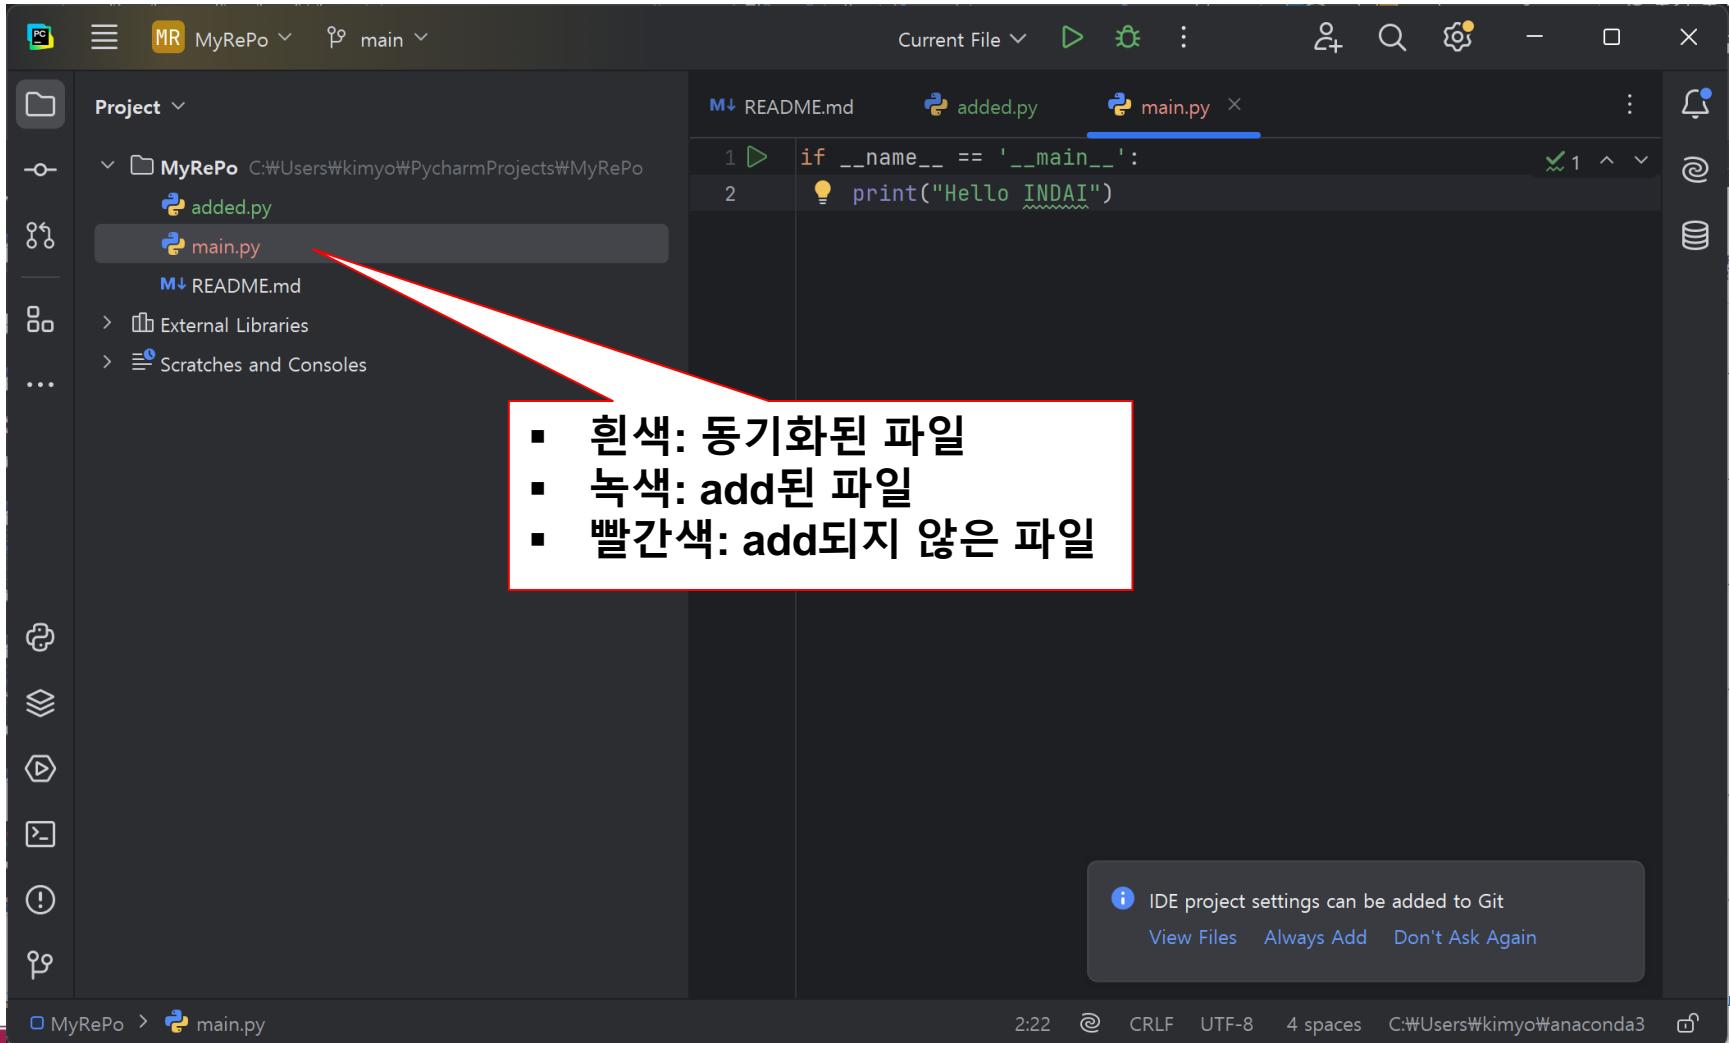 PC
MR MyRePo main Current File
Project
M↓ README.md added.py main.py
MyRePo C:₩Users₩kimyo₩PycharmProjects₩MyRePo
1 if __name__ == '__main__': 1
2 print("Hello INDAI")
added.py
main.py
M↓ README.md
External Libraries
Scratches and Consoles
▪ 흰색: 동기화된 파일
▪ 녹색: add된 파일
▪ 빨간색: add되지 않은 파일
IDE project settings can be added to Git
View Files Always Add Don't Ask Again
MyRePo > main.py 2:22 CRLF UTF-8 4 spaces C:₩Users₩kimyo₩anaconda3